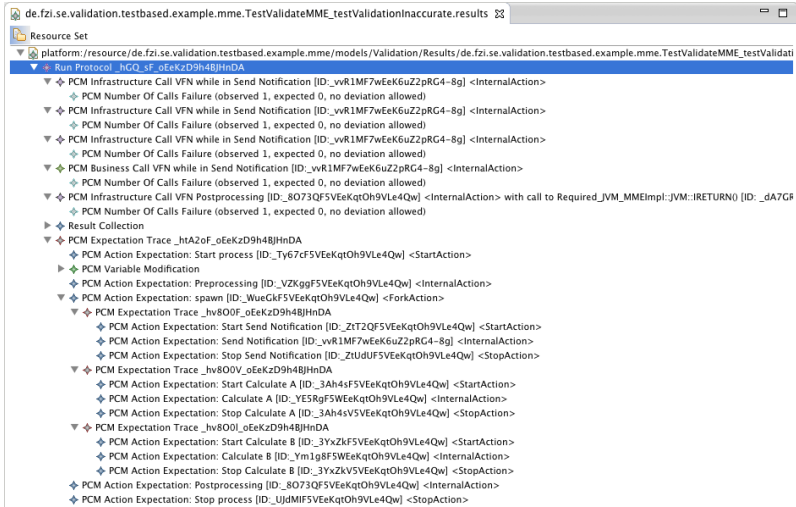 de.fzi.se.validation.testbased.example.mme.TestValidateMME_testValidationInaccurate.results
Resource Set
platform:/resource/de.fzi.se.validation.testbased.example.mme/models/Validation/Results/de.fzi.se.validation.testbased.example.mme.TestValidateMME_testValidati
Run Protocol _hGQ_sF_oEeKzD9h4BJHnDA
PCM Infrastructure Call VFN while in Send Notification [ID:_vvR1MF7wEeK6uZ2pRG4-8g] <InternalAction>
PCM Number Of Calls Failure (observed 1, expected 0, no deviation allowed)
PCM Infrastructure Call VFN while in Send Notification [ID:_vvR1MF7wEeK6uZ2pRG4-8g] <InternalAction>
PCM Number Of Calls Failure (observed 1, expected 0, no deviation allowed)
PCM Infrastructure Call VFN while in Send Notification [ID:_vvR1MF7wEeK6uZ2pRG4-8g] <InternalAction>
PCM Number Of Calls Failure (observed 1, expected 0, no deviation allowed)
PCM Business Call VFN while in Send Notification [ID:_vvR1MF7wEeK6uZ2pRG4-8g] <InternalAction>
PCM Number Of Calls Failure (observed 1, expected 0, no deviation allowed)
PCM Infrastructure Call VFN Postprocessing [ID:_8O73QF5VEeKqtOh9VLe4Qw] <InternalAction> with call to Required_JVM_MMEImpl::JVM::IRETURN() [ID: _dA7GR
PCM Number Of Calls Failure (observed 1, expected 0, no deviation allowed)
Result Collection
PCM Expectation Trace _htA2oF_oEeKzD9h4BJHnDA
PCM Action Expectation: Start process [ID:_Ty67cF5VEeKqtOh9VLe4Qw] <StartAction>
PCM Variable Modification
PCM Action Expectation: Preprocessing [ID:_VZKggF5VEeKqtOh9VLe4Qw] <InternalAction>
PCM Action Expectation: spawn [ID:_WueGkF5VEeKqtOh9VLe4Qw] <ForkAction>
PCM Expectation Trace _hv8O0F_oEeKzD9h4BJHnDA
PCM Action Expectation: Start Send Notification [ID:_ZtT2QF5VEeKqtOh9VLe4Qw] <StartAction>
PCM Action Expectation: Send Notification [ID:_vvR1MF7wEeK6uZ2pRG4-8g] <InternalAction>
PCM Action Expectation: Stop Send Notification [ID:_ZtUdUF5VEeKqtOh9VLe4Qw] <StopAction>
PCM Expectation Trace _hv8O0V_oEeKzD9h4BJHnDA
PCM Action Expectation: Start Calculate A [ID:_3Ah4sF5VEeKqtOh9VLe4Qw] <StartAction>
PCM Action Expectation: Calculate A [ID:_YE5RgF5WEeKqtOh9VLe4Qw] <InternalAction>
PCM Action Expectation: Stop Calculate A [ID:_3Ah4sV5VEeKqtOh9VLe4Qw] <StopAction>
PCM Expectation Trace _hv8O0l_oEeKzD9h4BJHnDA
PCM Action Expectation: Start Calculate B [ID:_3YxZkF5VEeKqtOh9VLe4Qw] <StartAction>
PCM Action Expectation: Calculate B [ID:_Ym1g8F5WEeKqtOh9VLe4Qw] <InternalAction>
PCM Action Expectation: Stop Calculate B [ID:_3YxZkV5VEeKqtOh9VLe4Qw] <StopAction>
PCM Action Expectation: Postprocessing [ID:_8O73QF5VEeKqtOh9VLe4Qw] <InternalAction>
PCM Action Expectation: Stop process [ID:_UJdMIF5VEeKqtOh9VLe4Qw] <StopAction>